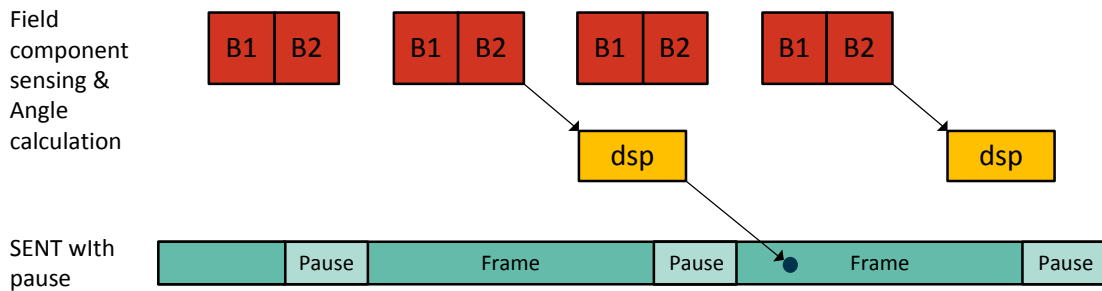 Field
component
sensing &
Angle
calculation
B1 B2 B1 B2 B1 B2 B1 B2
dsp dsp
SENT wIth
pause
Pause Frame Pause Frame Pause